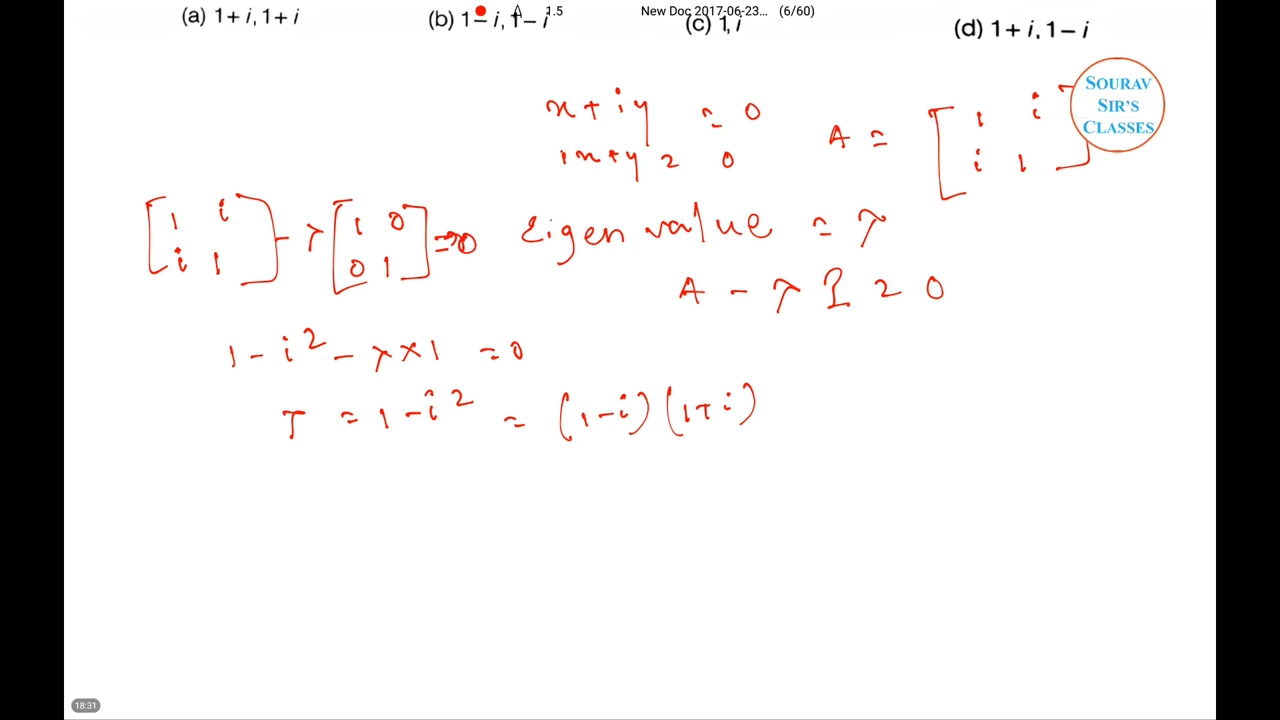 New Doc 2017-06-23... (6/60)
1.5
(a) 1+ i, 1+ i (b) 1– i, 1– i (c) 1, i (d) 1+ i, 1– i
SOURAV
SIR'S
CLASSES
x + iy = 0
ix + y = 0
A = [1 i
i 1]
[1 i
i 1] - λ [1 0
0 1] = 0
Eigen value = λ
A - λ I = 0
1 - i² - λ × 1 = 0
λ = 1 - i² = (1 - i) (1 + i)
18:31